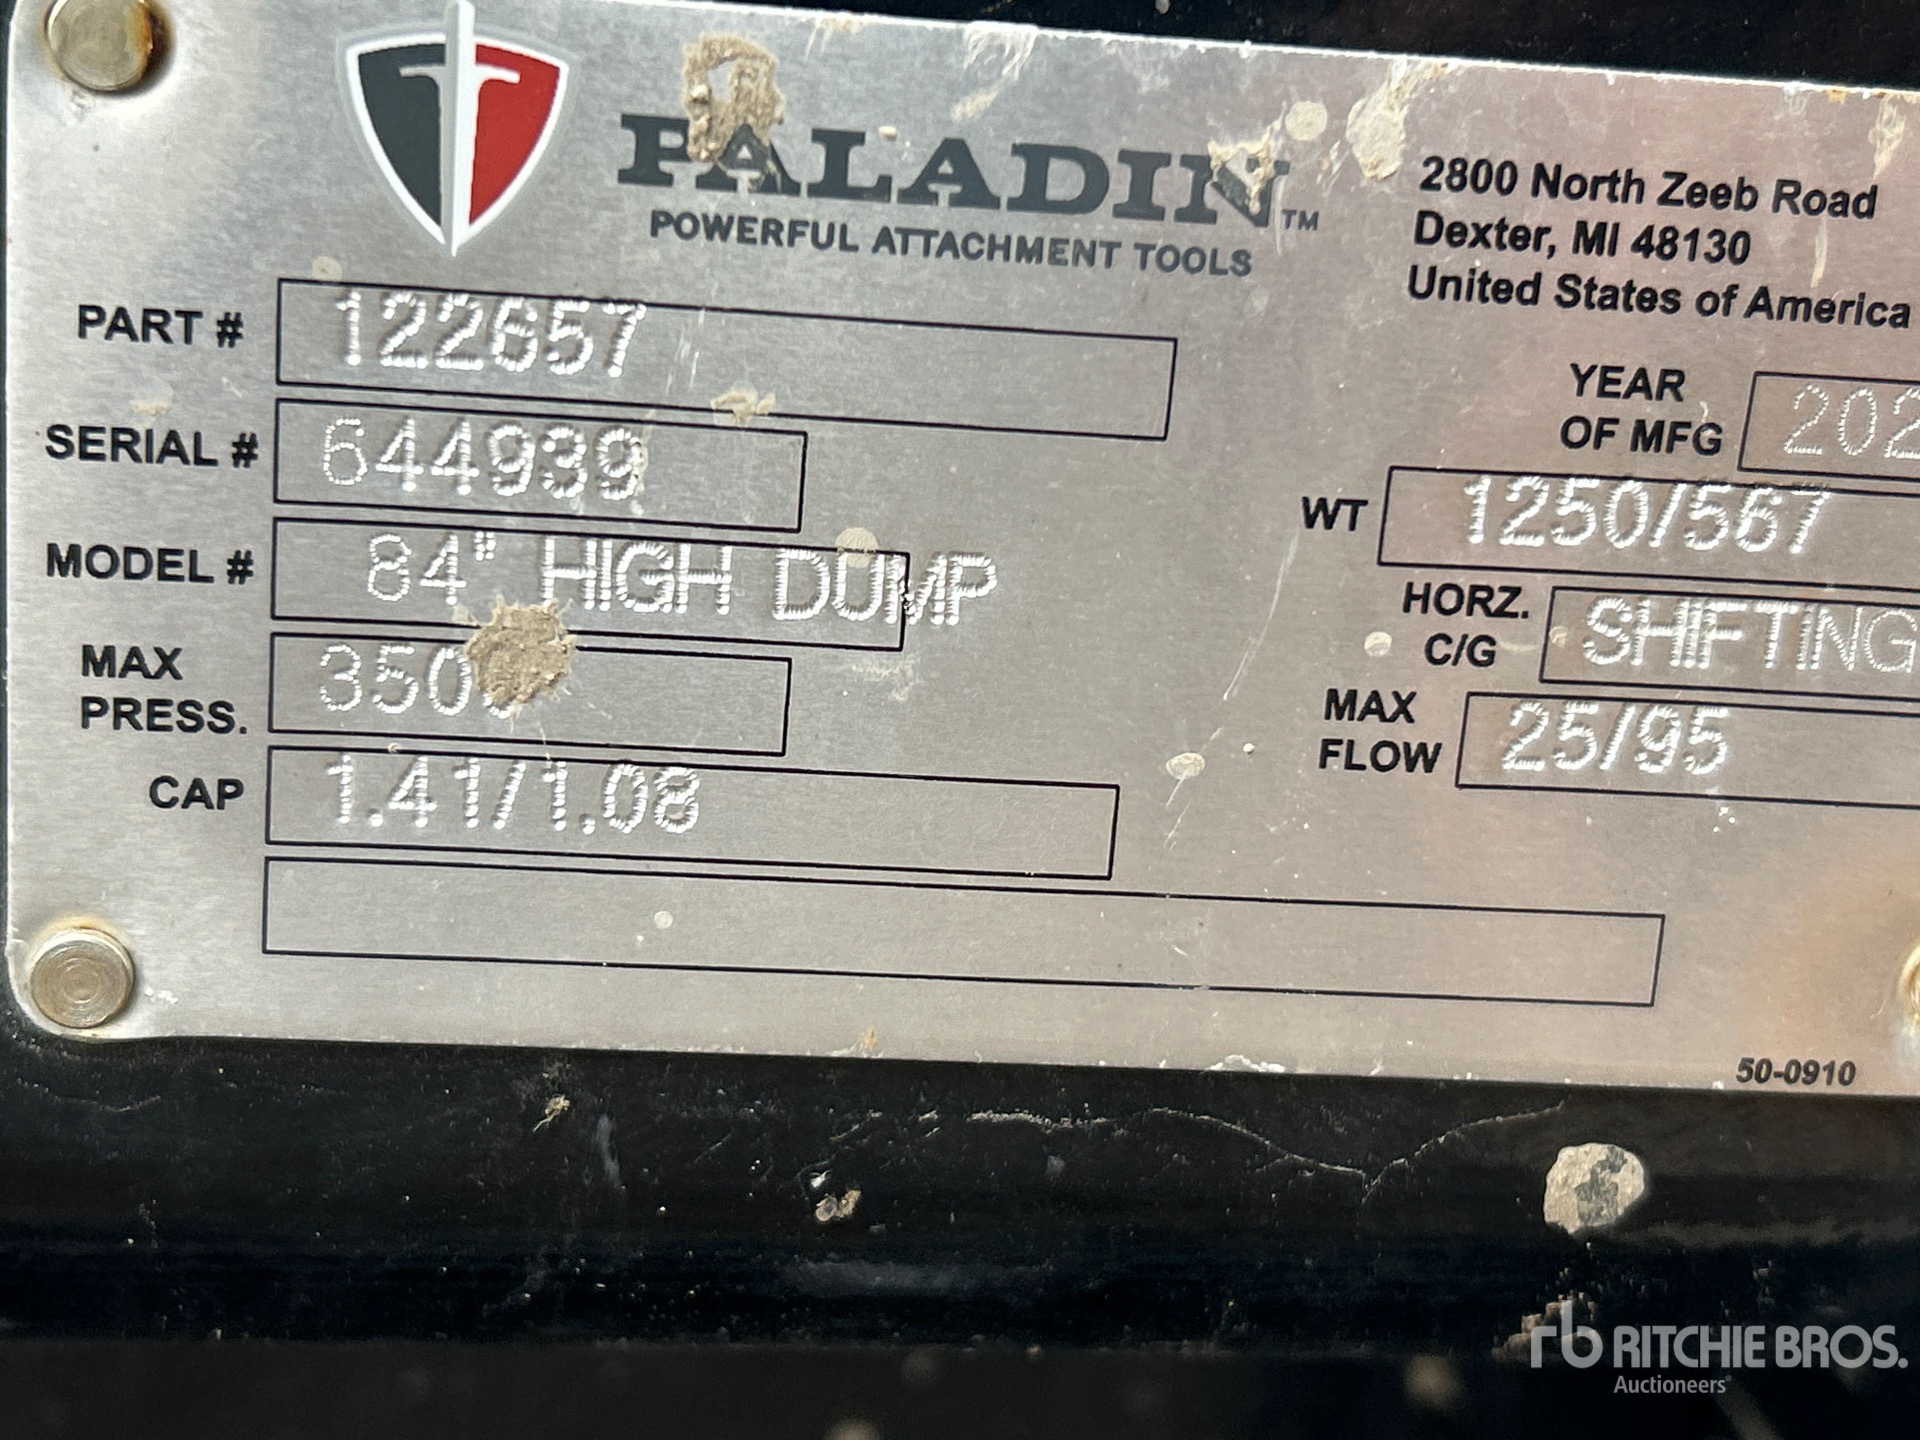 PALADIN™
POWERFUL ATTACHMENT TOOLS
2800 North Zeeb Road
Dexter, MI 48130
United States of America
PART # 122657
SERIAL # 644939
MODEL # 84" HIGH DUMP
MAX PRESS.
CAP 1.41/1.08
YEAR OF MFG
WT 1250/567
HORZ. C/G SHIFTING
MAX FLOW 25/95
50-0910
rb RITCHIE BROS.
Auctioneers